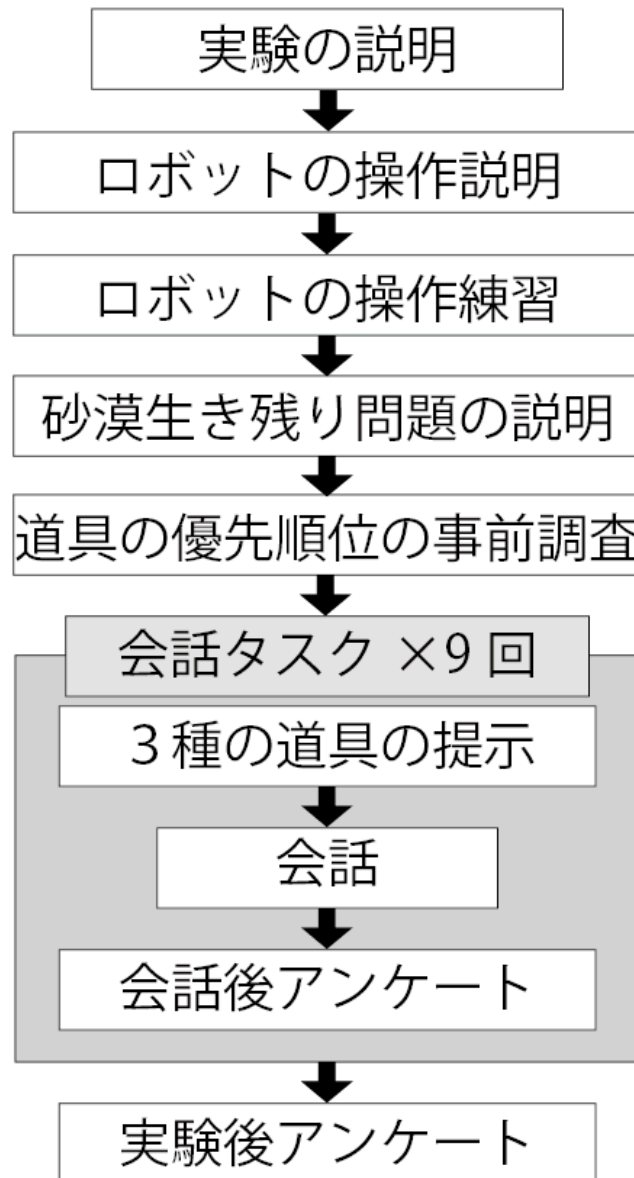 実験の説明
ロボットの操作説明
ロボットの操作練習
砂漠生き残り問題の説明
道具の優先順位の事前調査
会話タスク ×9 回
３種の道具の提示
会話
会話後アンケート
実験後アンケート